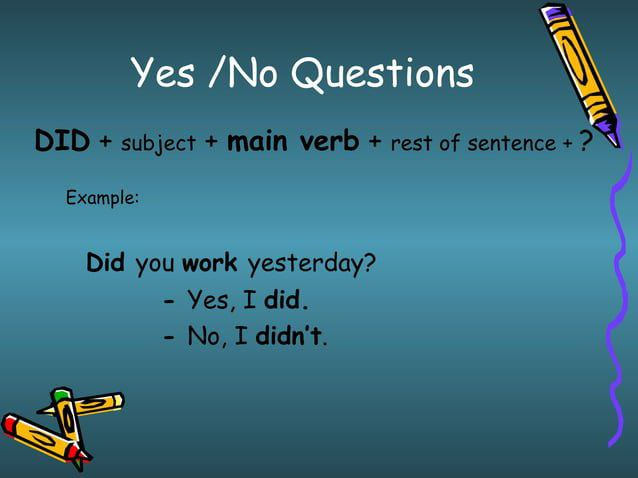 Yes /No Questions
DID + subject + main verb + rest of sentence + ?
Example:
Did you work yesterday?
- Yes, I did.
- No, I didn't.